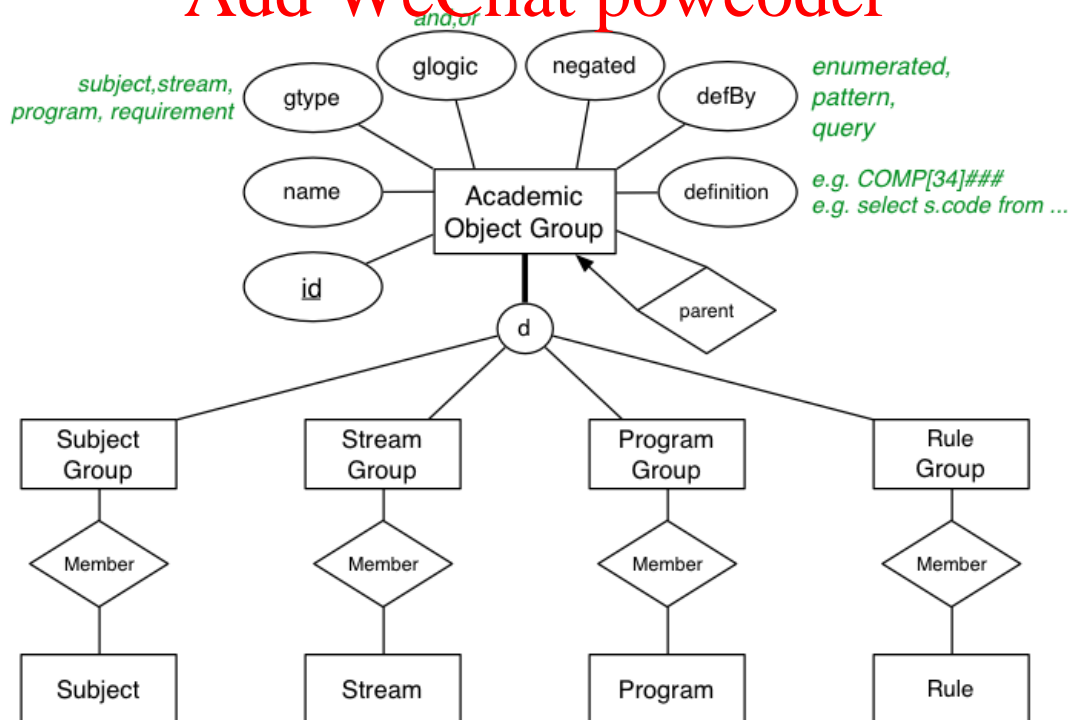 Add WeChat powcoder
and,or
glogic
negated
subject,stream,
program, requirement
gtype
defBy
enumerated,
pattern,
query
name
Academic
Object Group
definition
e.g. COMP[34]###
e.g. select s.code from ...
id
parent
d
Subject
Group
Stream
Group
Program
Group
Rule
Group
Member
Member
Member
Member
Subject
Stream
Program
Rule